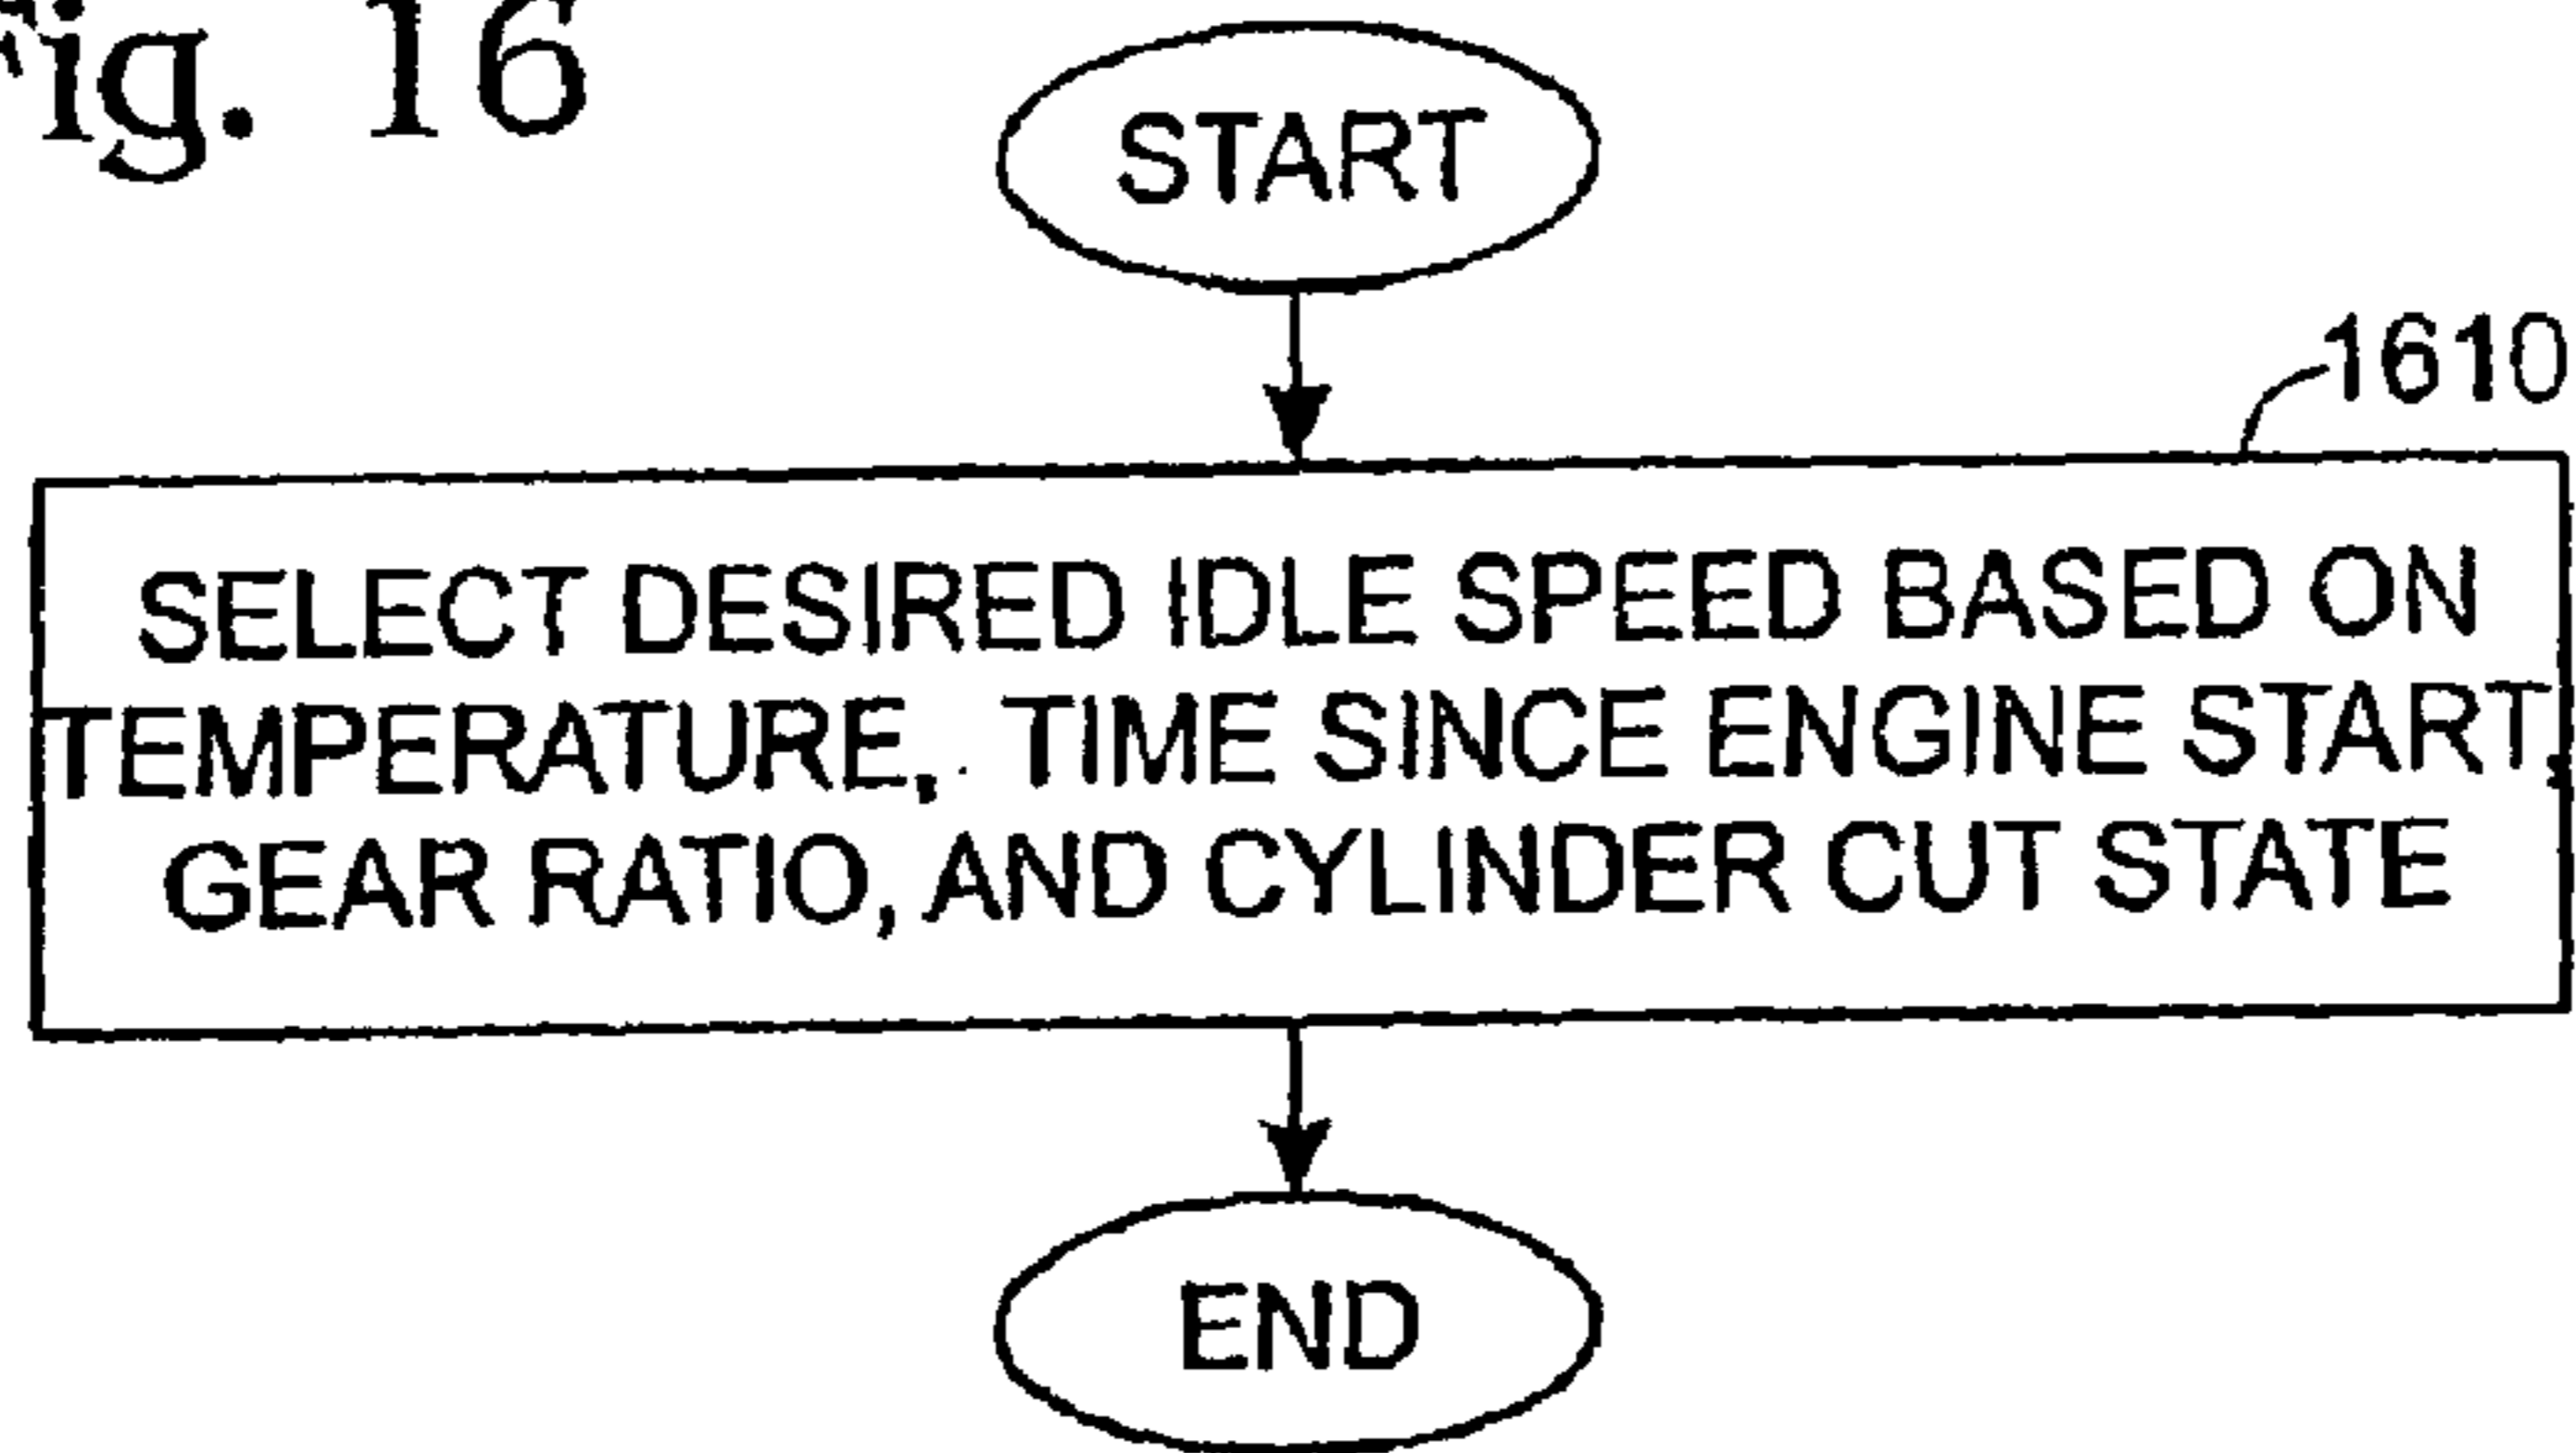 Fig. 16
START
1610
SELECT DESIRED IDLE SPEED BASED ON
TEMPERATURE, TIME SINCE ENGINE START,
GEAR RATIO, AND CYLINDER CUT STATE
END